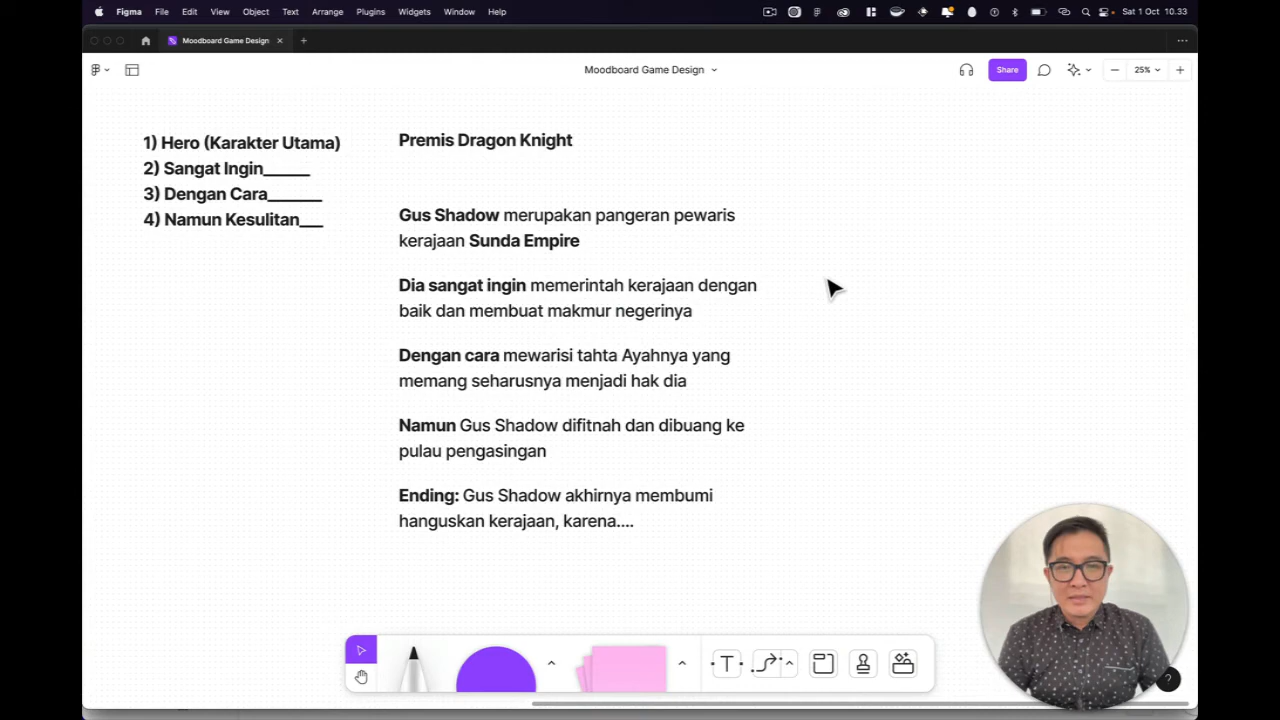 Figma File Edit View Object Text Arrange Plugins Widgets Window Help Sat 1 Oct 10.33
Moodboard Game Design
Moodboard Game Design
Share
25%
1) Hero (Karakter Utama)
2) Sangat Ingin_____
3) Dengan Cara______
4) Namun Kesulitan___
Premis Dragon Knight
Gus Shadow merupakan pangeran pewaris
kerajaan Sunda Empire
Dia sangat ingin memerintah kerajaan dengan
baik dan membuat makmur negerinya
Dengan cara mewarisi tahta Ayahnya yang
memang seharusnya menjadi hak dia
Namun Gus Shadow difitnah dan dibuang ke
pulau pengasingan
Ending: Gus Shadow akhirnya membumi
hanguskan kerajaan, karena....
T
?